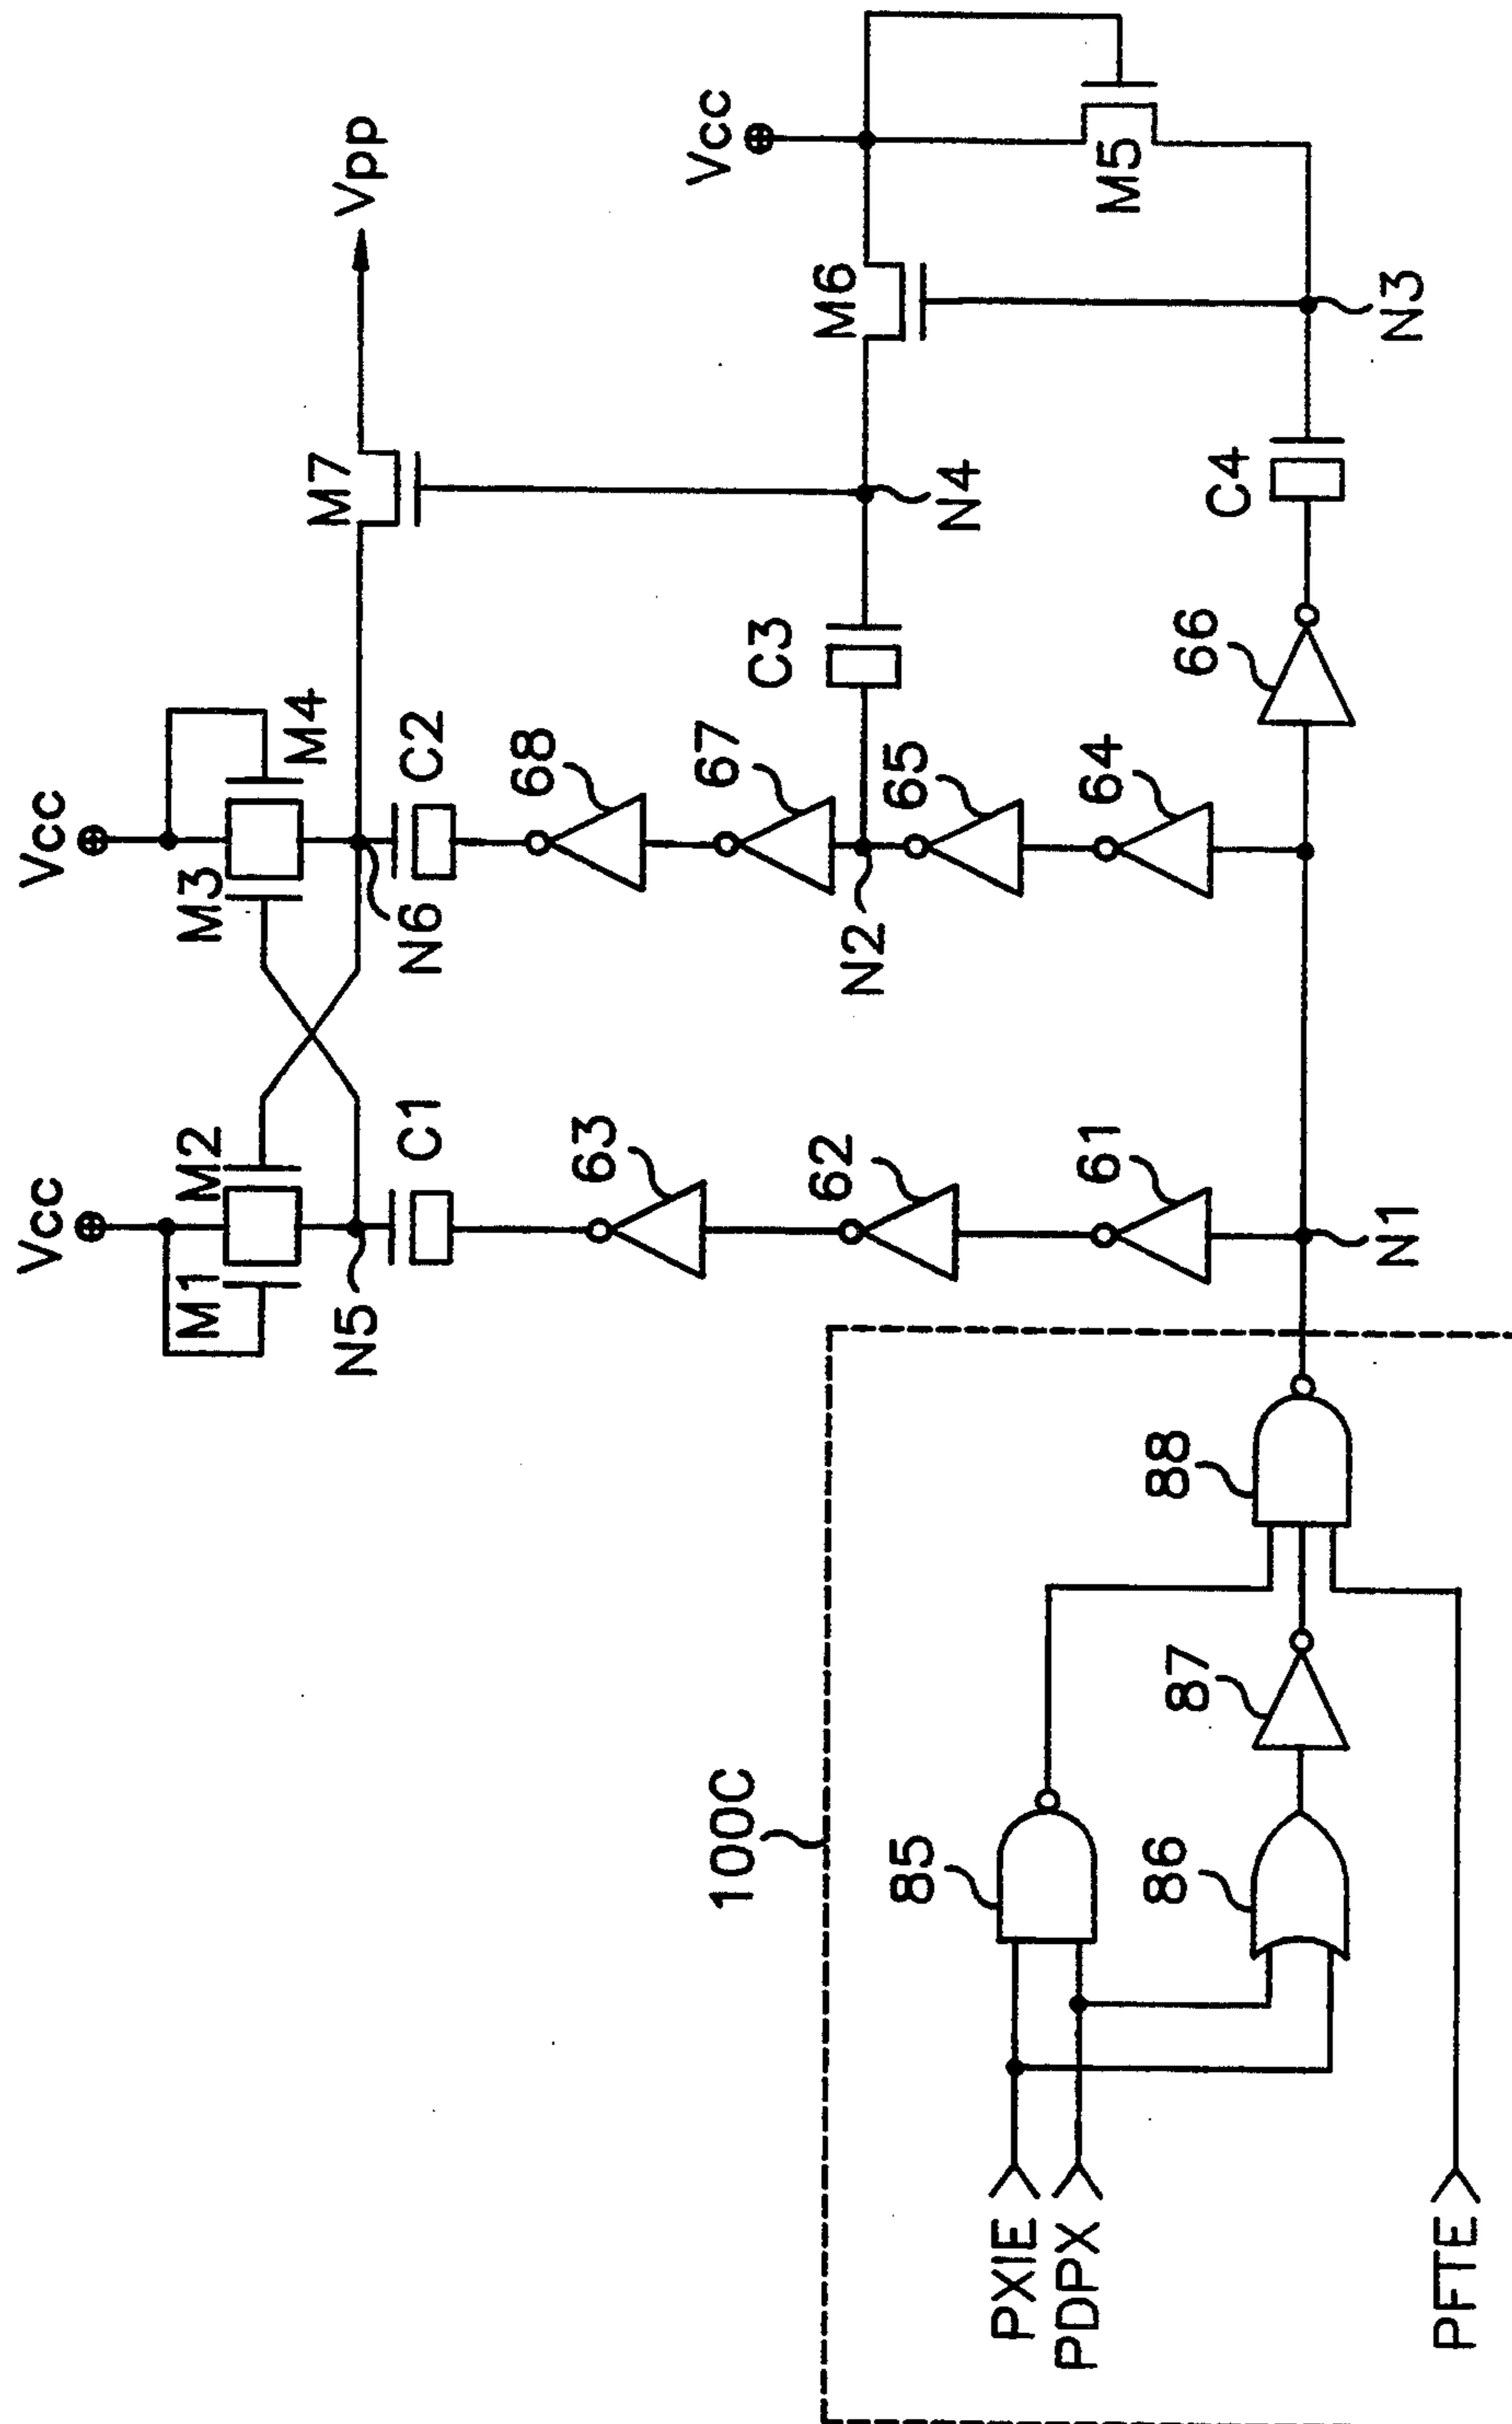 Vcc
Vcc
M1
M2
M3
M4
M7
Vpp
N5
C1
N6
C2
Vcc
63
68
62
67
C3
M6
M5
N2
65
N4
61
64
66
C4
N1
N3
100C
85
88
86
87
PXIE
PDPX
PFTE